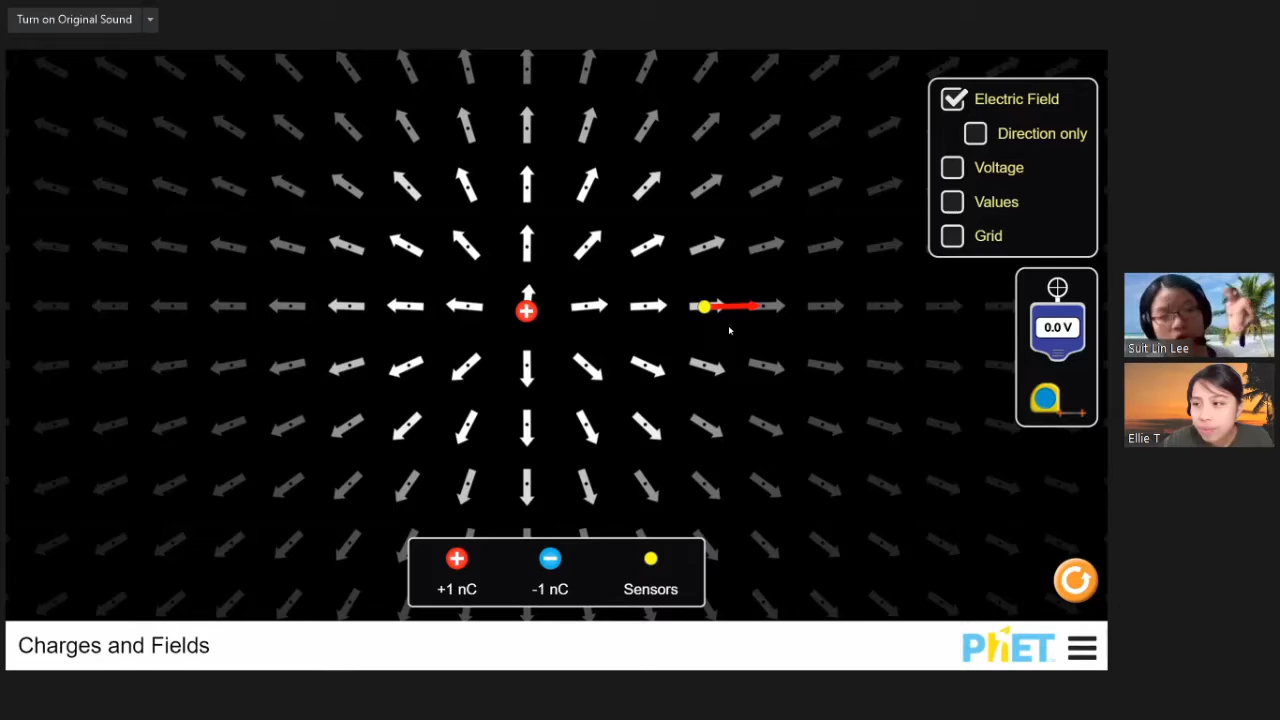 Turn on Original Sound
Electric Field
Direction only
Voltage
Values
Grid
0.0 V
Suit Lin Lee
Ellie T
+1 nC
-1 nC
Sensors
Charges and Fields
PhET